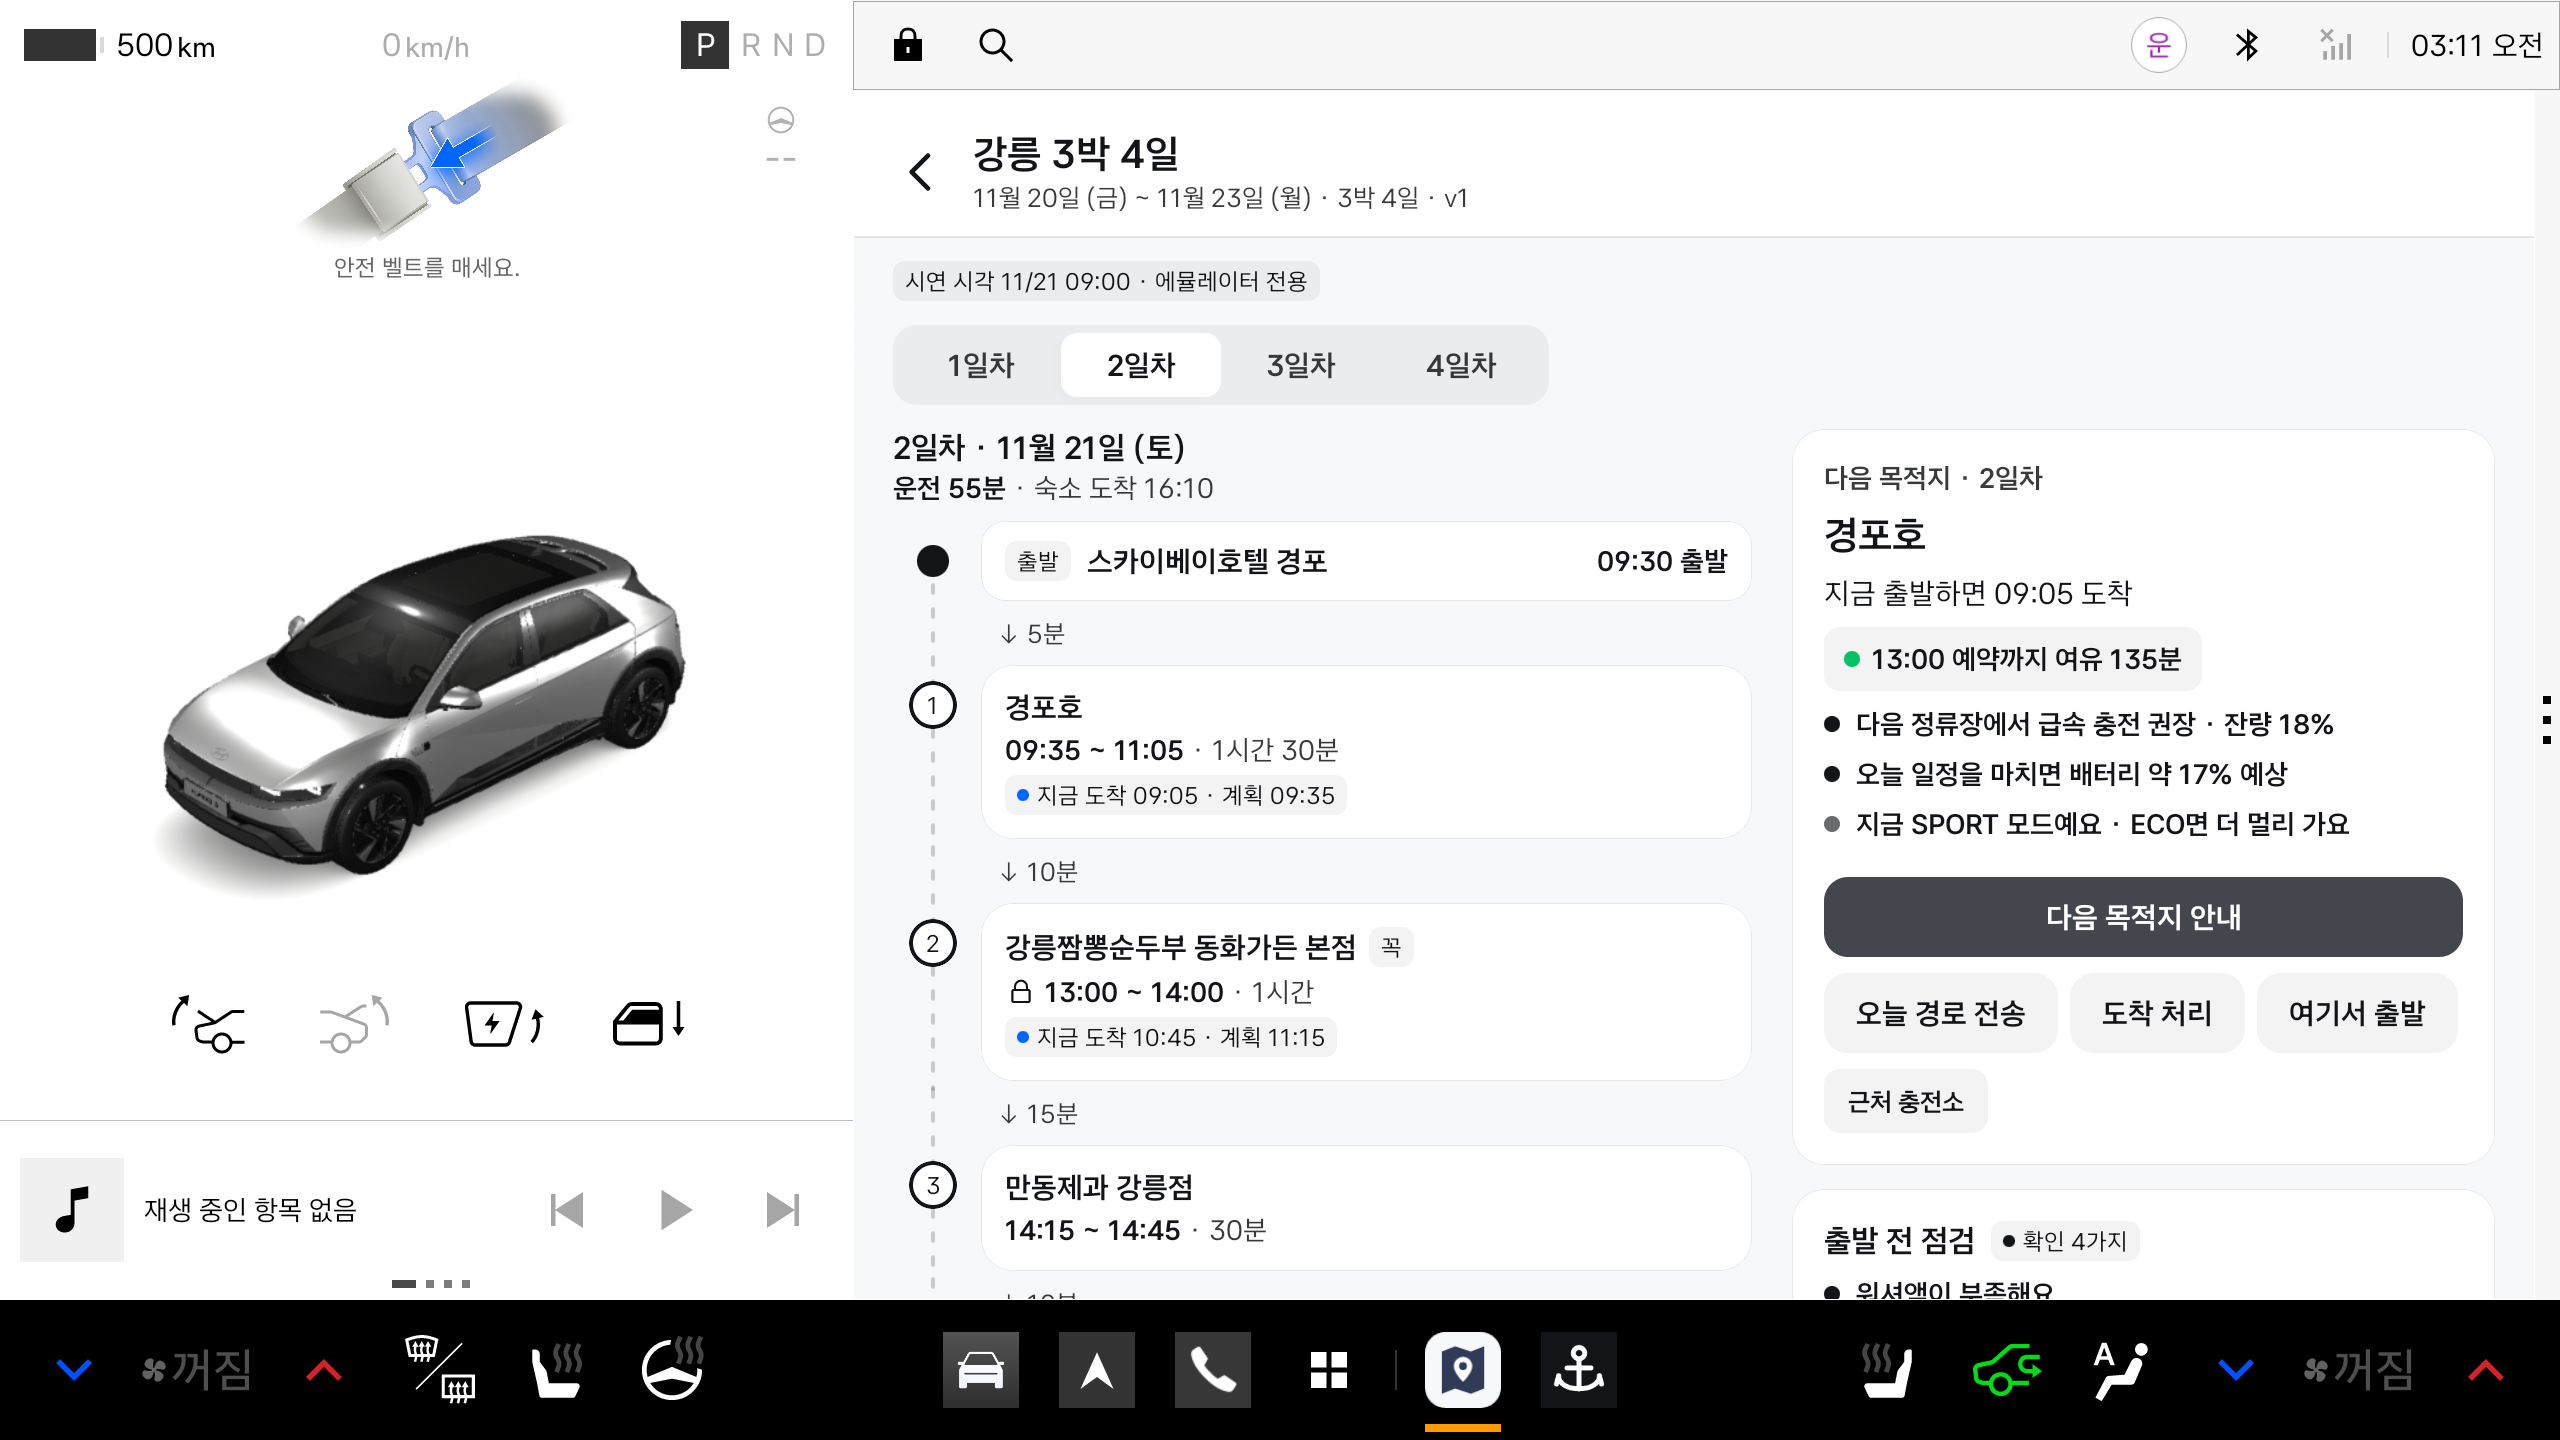 500 km
0 km/h
P R N D
운
03:11 오전
안전 벨트를 매세요.
강릉 3박 4일
11월 20일 (금) ~ 11월 23일 (월) · 3박 4일 · v1
시연 시각 11/21 09:00 · 에뮬레이터 전용
1일차 2일차 3일차 4일차
2일차 · 11월 21일 (토)
운전 55분 · 숙소 도착 16:10
출발 스카이베이호텔 경포 09:30 출발
↓ 5분
1 경포호
09:35 ~ 11:05 · 1시간 30분
지금 도착 09:05 · 계획 09:35
↓ 10분
2 강릉짬뽕순두부 동화가든 본점 꼭
13:00 ~ 14:00 · 1시간
지금 도착 10:45 · 계획 11:15
↓ 15분
3 만동제과 강릉점
14:15 ~ 14:45 · 30분
다음 목적지 · 2일차
경포호
지금 출발하면 09:05 도착
13:00 예약까지 여유 135분
다음 정류장에서 급속 충전 권장 · 잔량 18%
오늘 일정을 마치면 배터리 약 17% 예상
지금 SPORT 모드예요 · ECO면 더 멀리 가요
다음 목적지 안내
오늘 경로 전송 도착 처리 여기서 출발
근처 충전소
출발 전 점검 확인 4가지
워셔액이 부족해요
재생 중인 항목 없음
꺼짐
A
꺼짐